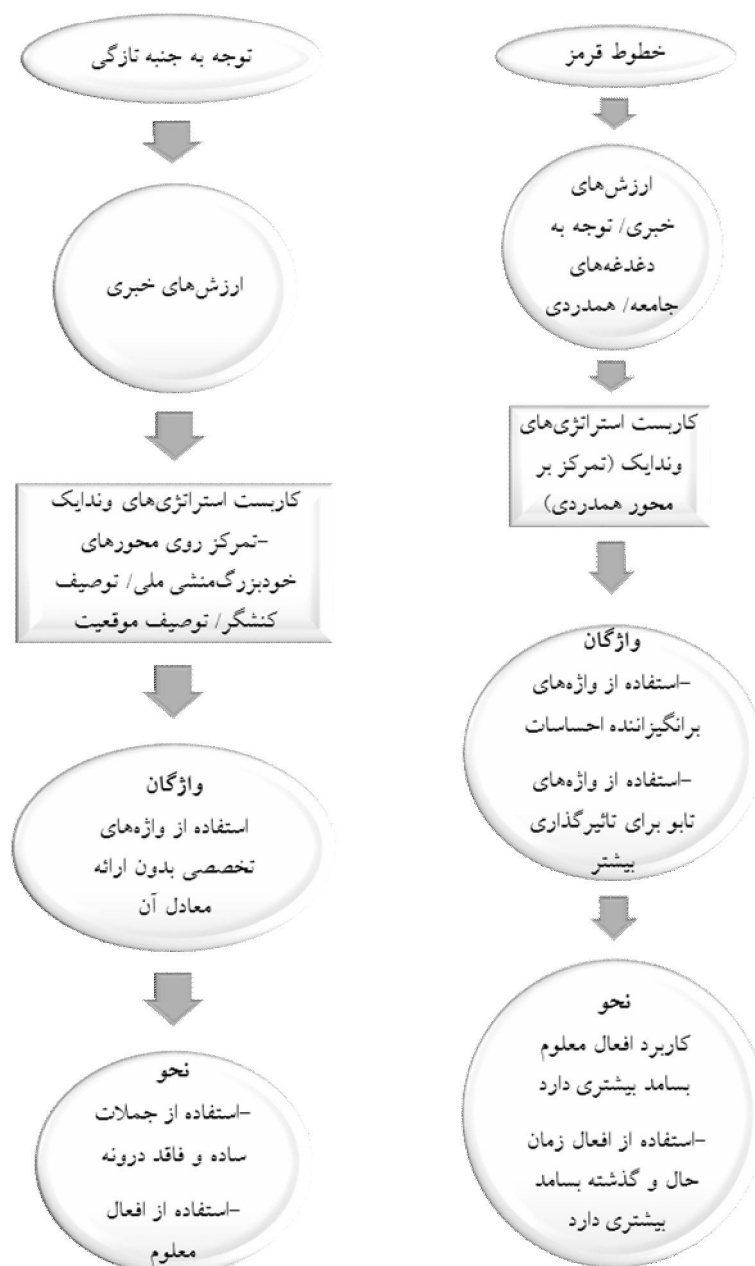 خطوط قرمز
ارزش‌های
خبری/ توجه به
دغدغه‌های
جامعه/ همدردی
کاربست استراتژی‌های
وندایک (تمرکز بر
محور همدردی)
واژگان
-استفاده از واژه‌های
برانگیزاننده احساسات
-استفاده از واژه‌های
تابو برای تاثیرگذاری
بیشتر
نحو
کاربرد افعال معلوم
بسامد بیشتری دارد
-استفاده از افعال زمان
حال و گذشته بسامد
بیشتری دارد
توجه به جنبه تازگی
ارزش‌های خبری
کاربست استراتژی‌های وندایک
-تمرکز روی محورهای
خودبزرگ‌منشی ملی/ توصیف
کنشگر/ توصیف موقعیت
واژگان
استفاده از واژه‌های
تخصصی بدون ارائه
معادل آن
نحو
-استفاده از جملات
ساده و فاقد درونه
-استفاده از افعال
معلوم